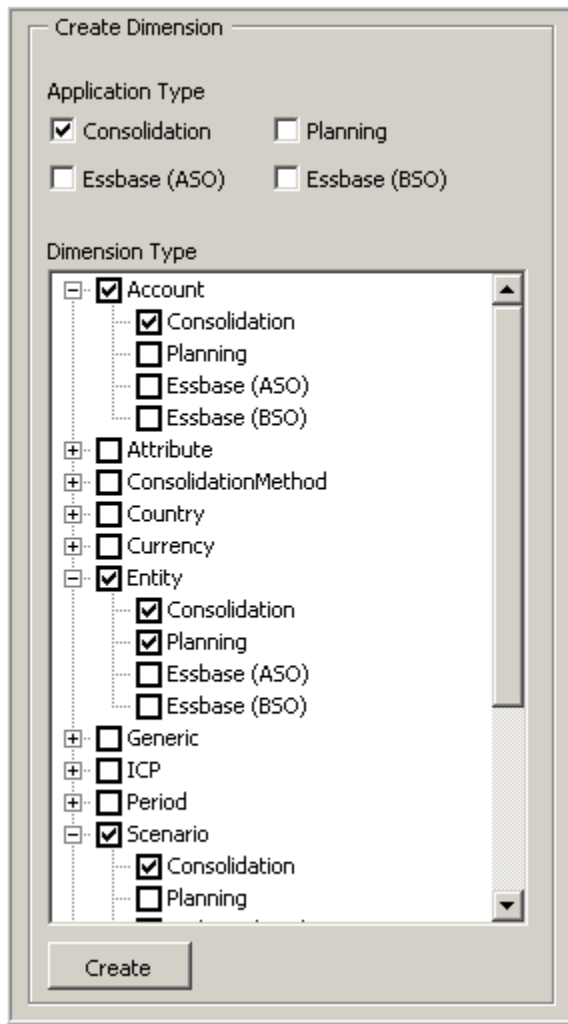 Create Dimension
Application Type
Consolidation Planning
Essbase (ASO) Essbase (BSO)
Dimension Type
Account
Consolidation
Planning
Essbase (ASO)
Essbase (BSO)
Attribute
ConsolidationMethod
Country
Currency
Entity
Consolidation
Planning
Essbase (ASO)
Essbase (BSO)
Generic
ICP
Period
Scenario
Consolidation
Planning
Create